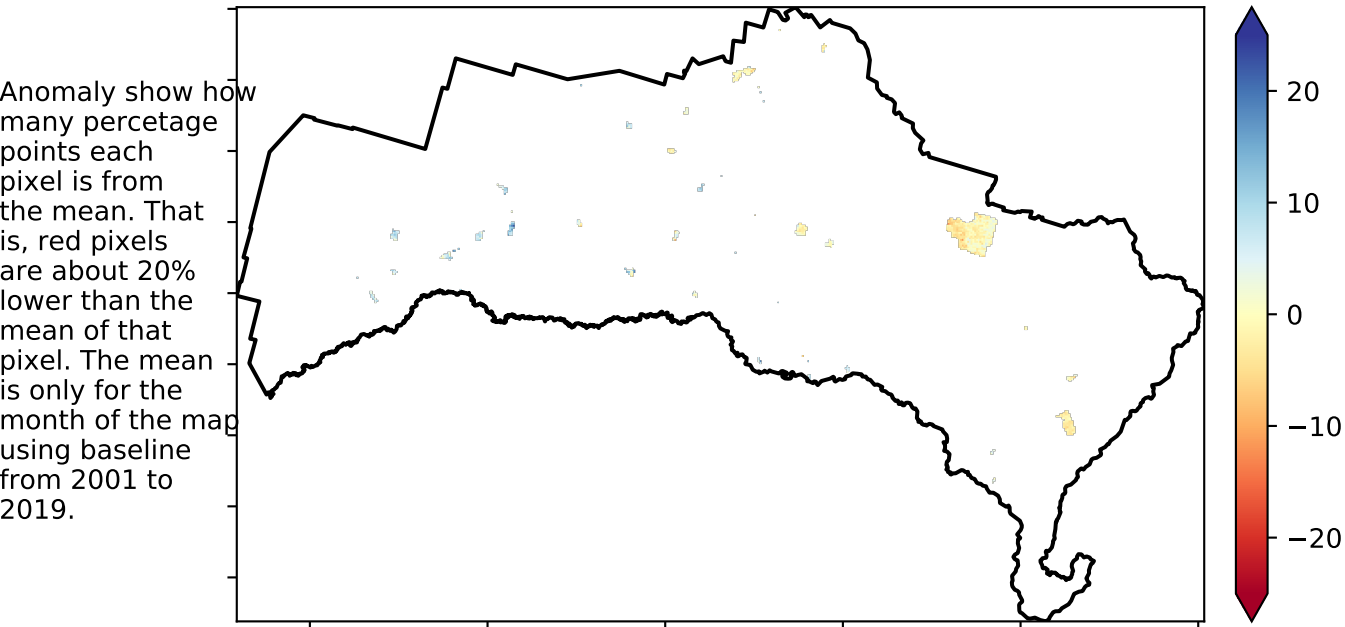 Anomaly show how
many percetage
points each
pixel is from
the mean. That
is, red pixels
are about 20%
lower than the
mean of that
pixel. The mean
is only for the
month of the map
using baseline
from 2001 to
2019.
20
10
0
−10
−20